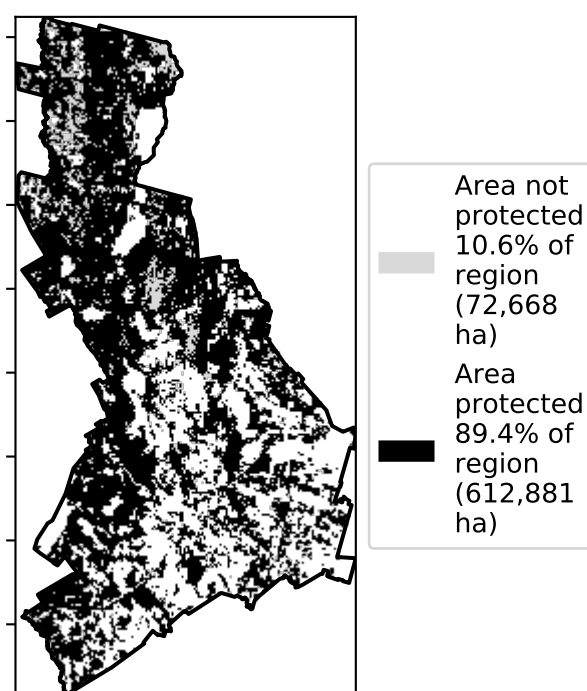 Area not
protected
10.6% of
region
(72,668
ha)
Area
protected
89.4% of
region
(612,881
ha)